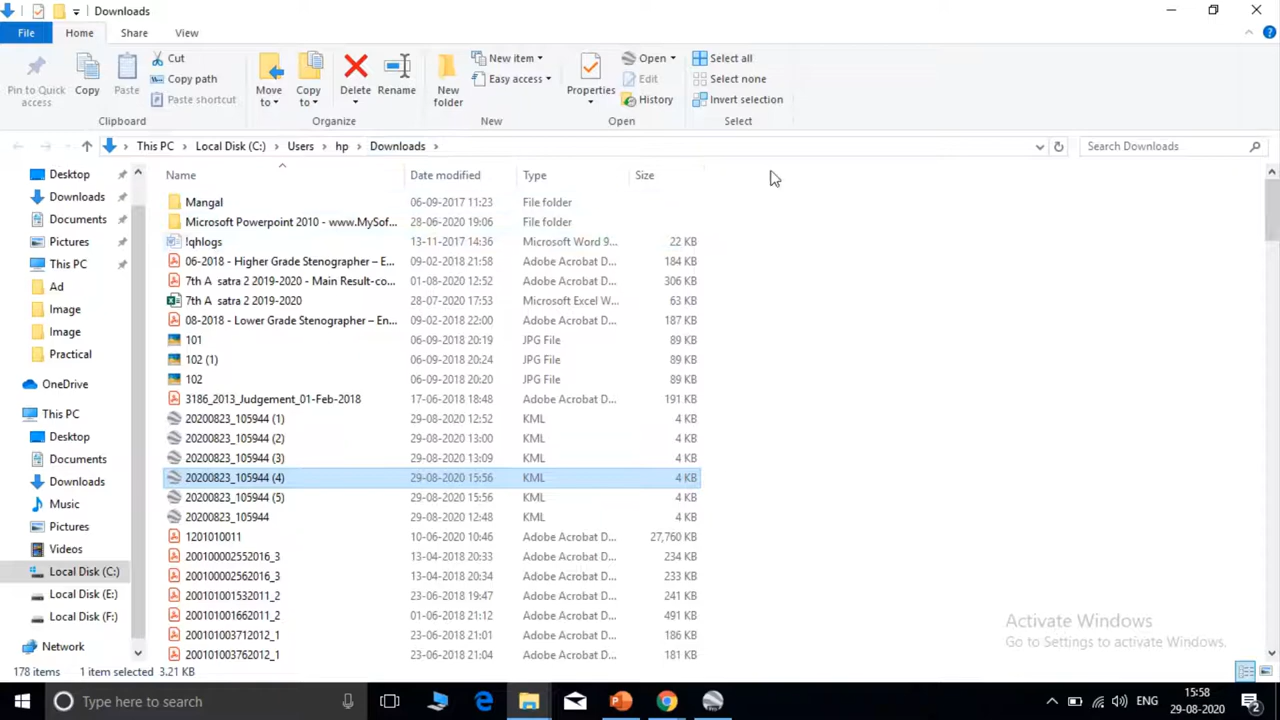 Downloads
File Home Share View
Pin to Quick access
Copy
Paste
Cut
Copy path
Paste shortcut
Clipboard
Move to
Copy to
Delete
Rename
Organize
New folder
New item
Easy access
New
Properties
Open
Edit
History
Open
Select all
Select none
Invert selection
Select
This PC > Local Disk (C:) > Users > hp > Downloads >
Search Downloads
Desktop
Downloads
Documents
Pictures
This PC
Ad
Image
Image
Practical
OneDrive
This PC
Desktop
Documents
Downloads
Music
Pictures
Videos
Local Disk (C:)
Local Disk (E:)
Local Disk (F:)
Network
Name Date modified Type Size
Mangal 06-09-2017 11:23 File folder
Microsoft Powerpoint 2010 - www.MySof... 28-06-2020 19:06 File folder
!qhlogs 13-11-2017 14:36 Microsoft Word 9... 22 KB
06-2018 - Higher Grade Stenographer – E... 09-02-2018 21:58 Adobe Acrobat D... 184 KB
7th A satra 2 2019-2020 - Main Result-co... 01-08-2020 12:52 Adobe Acrobat D... 306 KB
7th A satra 2 2019-2020 28-07-2020 17:53 Microsoft Excel W... 63 KB
08-2018 - Lower Grade Stenographer – En... 09-02-2018 22:00 Adobe Acrobat D... 187 KB
101 06-09-2018 20:19 JPG File 89 KB
102 (1) 06-09-2018 20:24 JPG File 89 KB
102 06-09-2018 20:20 JPG File 89 KB
3186_2013_Judgement_01-Feb-2018 17-06-2018 18:48 Adobe Acrobat D... 191 KB
20200823_105944 (1) 29-08-2020 12:52 KML 4 KB
20200823_105944 (2) 29-08-2020 13:00 KML 4 KB
20200823_105944 (3) 29-08-2020 13:09 KML 4 KB
20200823_105944 (4) 29-08-2020 15:56 KML 4 KB
20200823_105944 (5) 29-08-2020 15:56 KML 4 KB
20200823_105944 29-08-2020 12:48 KML 4 KB
1201010011 10-06-2020 10:46 Adobe Acrobat D... 27,760 KB
200100002552016_3 13-04-2018 20:33 Adobe Acrobat D... 234 KB
200100002562016_3 13-04-2018 20:34 Adobe Acrobat D... 233 KB
200101001532011_2 23-06-2018 19:47 Adobe Acrobat D... 241 KB
200101001662011_2 01-06-2018 21:12 Adobe Acrobat D... 491 KB
200101003712012_1 23-06-2018 21:01 Adobe Acrobat D... 186 KB
200101003762012_1 23-06-2018 21:04 Adobe Acrobat D... 181 KB
Activate Windows
Go to Settings to activate Windows.
178 items 1 item selected 3.21 KB
Type here to search
ENG
15:58
29-08-2020
2